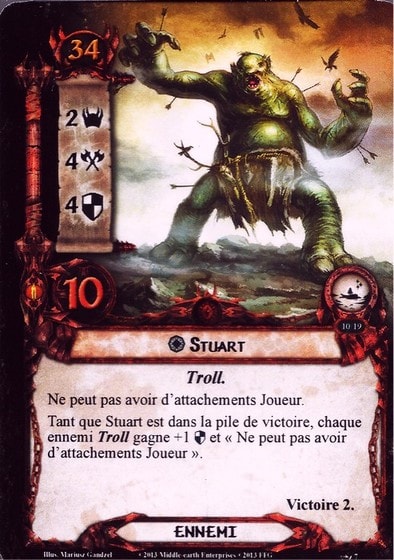 34
2
4
4
10
10 19
STUART
Troll.
Ne peut pas avoir d'attachements Joueur.
Tant que Stuart est dans la pile de victoire, chaque
ennemi Troll gagne +1 et « Ne peut pas avoir
d'attachements Joueur ».
Victoire 2.
ENNEMI
Illus. Mariusz Gandzel • 2013 Middle-earth Enterprises • 2013 FFG